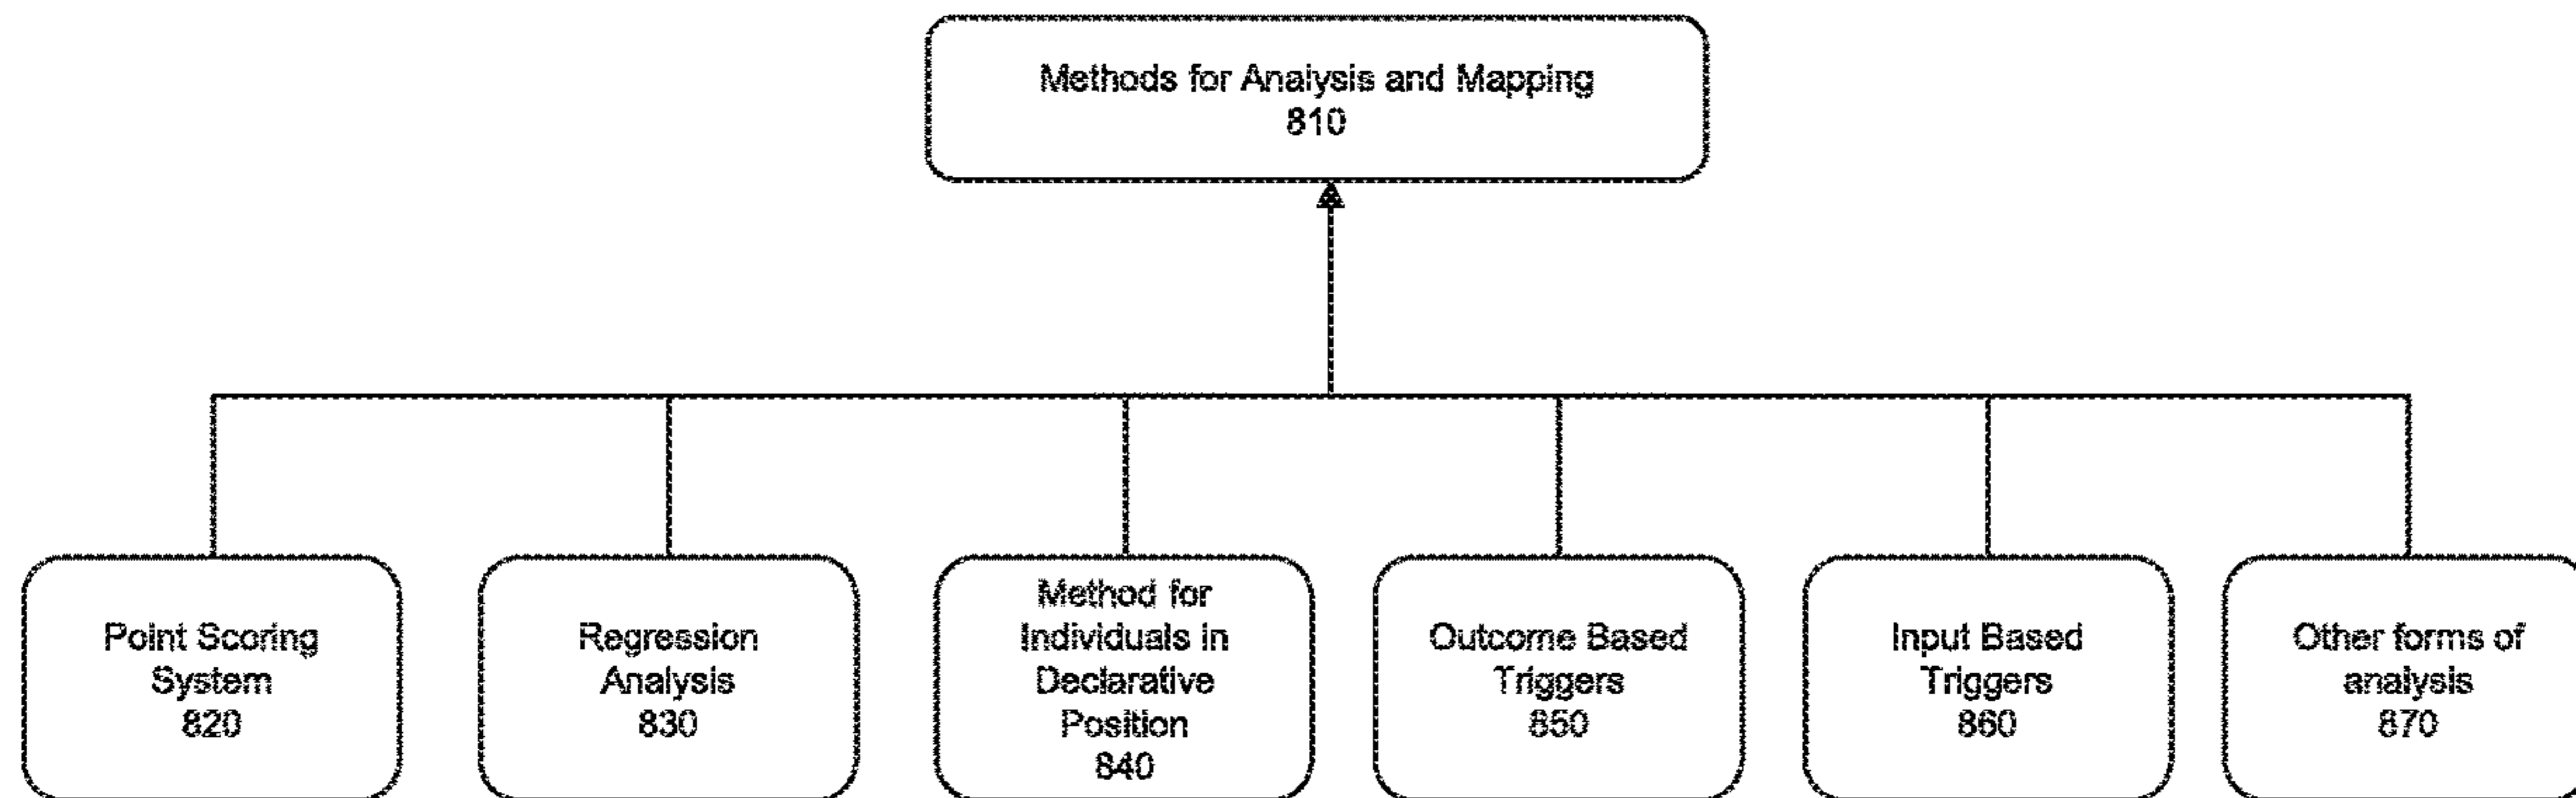 Methods for Analysis and Mapping
810
Point Scoring
System
820
Regression
Analysis
830
Method for
Individuals in
Declarative
Position
840
Outcome Based
Triggers
850
Input Based
Triggers
860
Other forms of
analysis
870